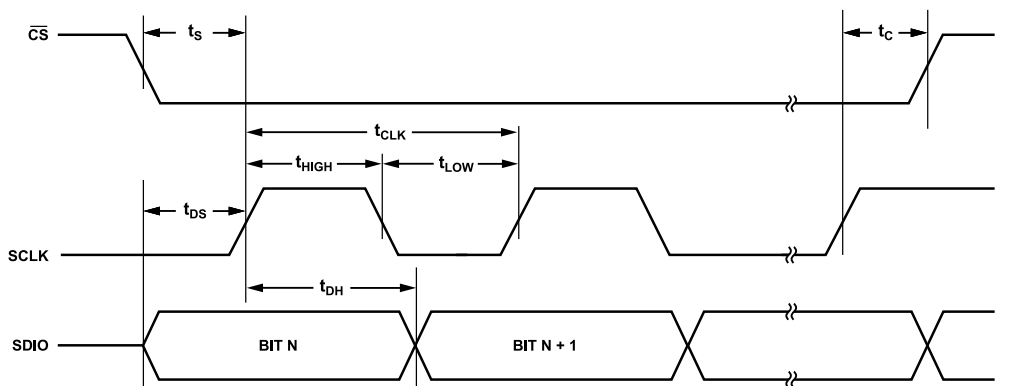 CS tS tC
tCLK
tHIGH tLOW
tDS
SCLK
tDH
SDIO BIT N BIT N + 1